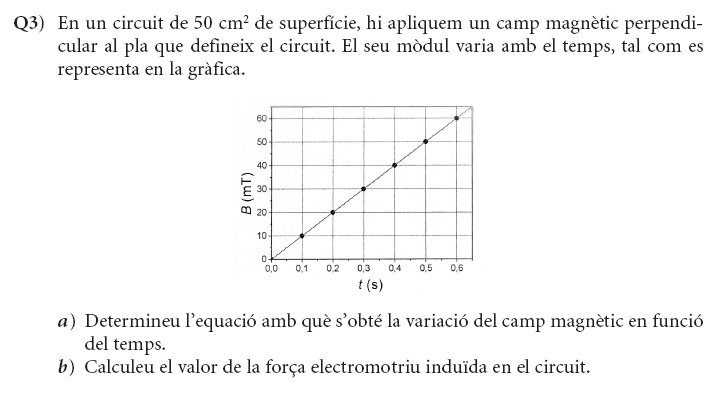 Q3) En un circuit de 50 cm² de superfície, hi apliquem un camp magnètic perpendi-
cular al pla que defineix el circuit. El seu mòdul varia amb el temps, tal com es
representa en la gràfica.
60
50
40
30
20
10
0
B (mT)
0,0 0,1 0,2 0,3 0,4 0,5 0,6
t (s)
a) Determineu l’equació amb què s’obté la variació del camp magnètic en funció
del temps.
b) Calculeu el valor de la força electromotriu induïda en el circuit.